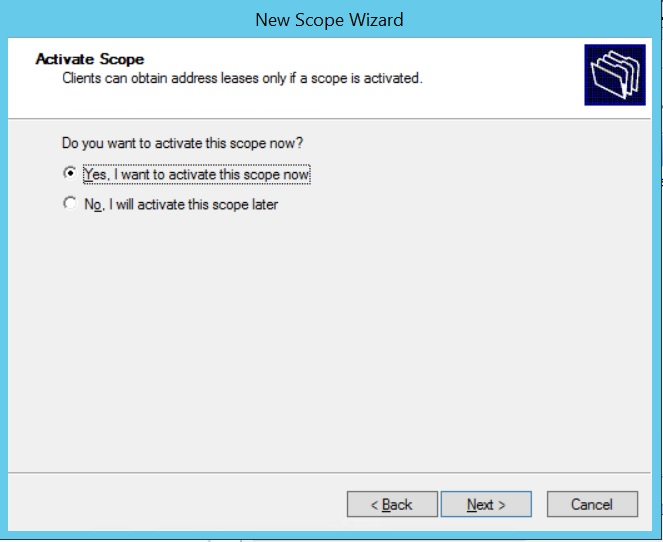 New Scope Wizard
Activate Scope
Clients can obtain address leases only if a scope is activated.
Do you want to activate this scope now?
Yes, I want to activate this scope now
No, I will activate this scope later
< Back
Next >
Cancel